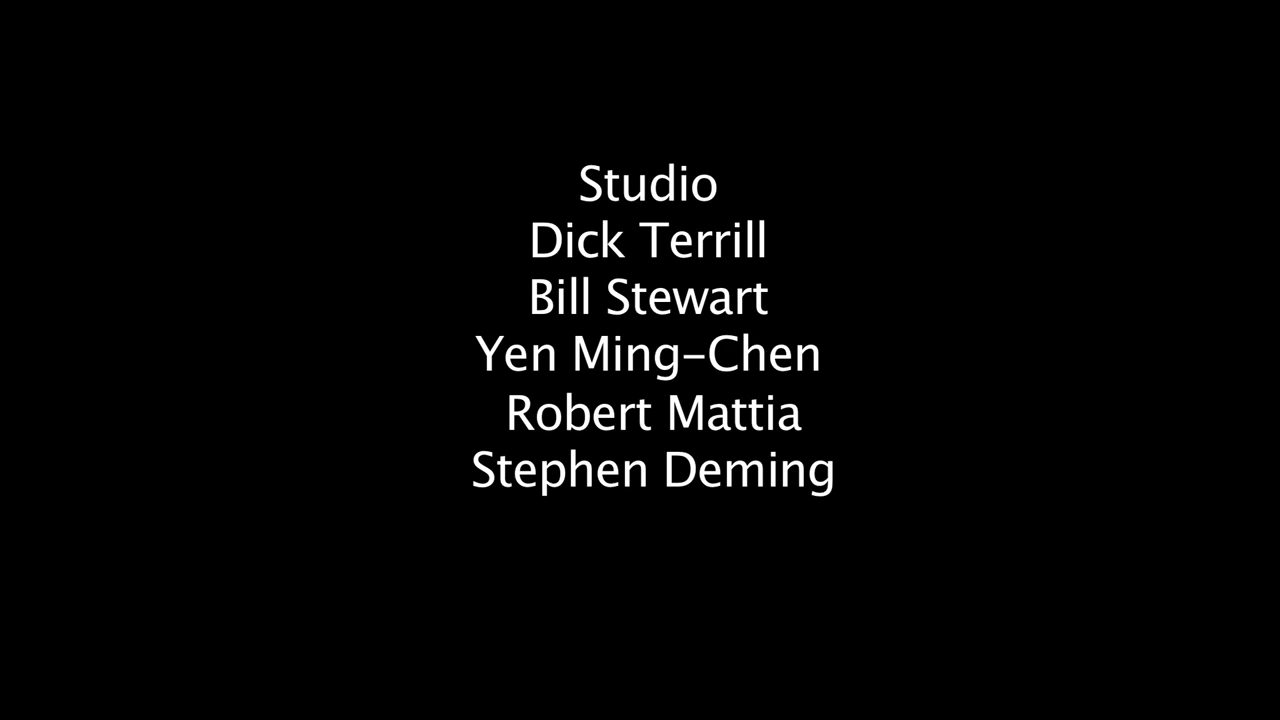 Studio
Dick Terrill
Bill Stewart
Yen Ming-Chen
Robert Mattia
Stephen Deming